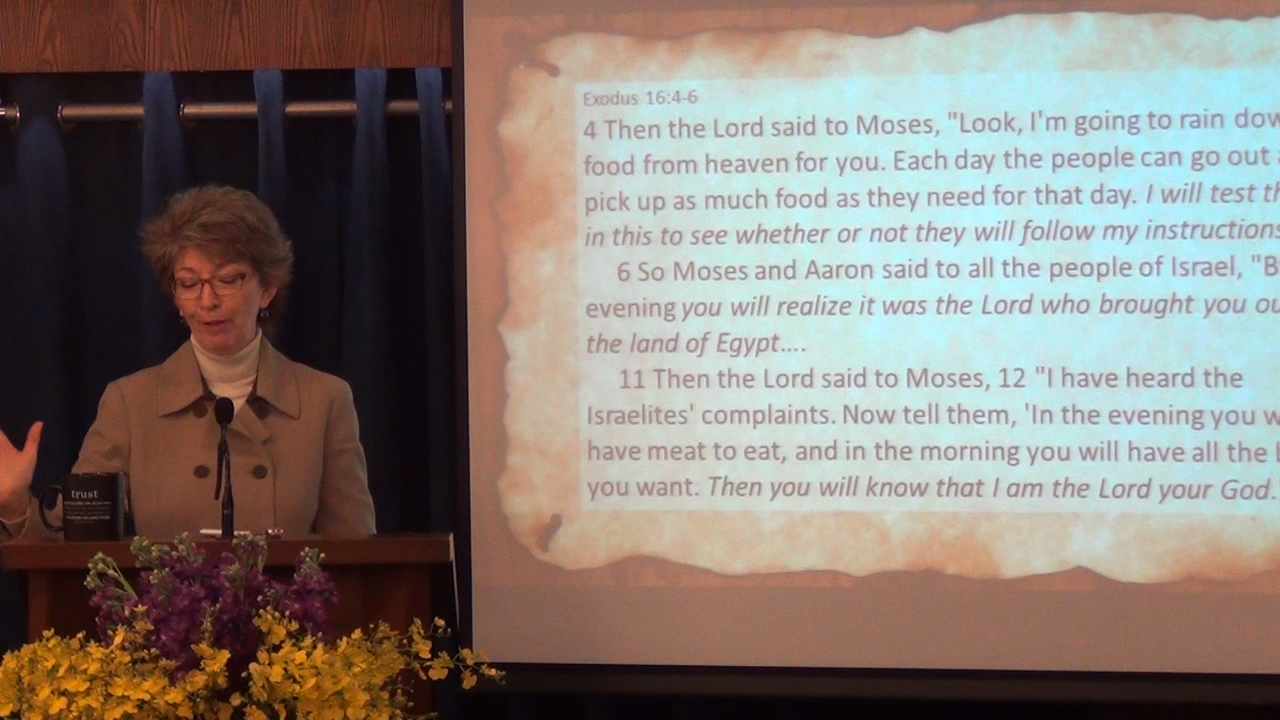 trust
Exodus 16:4-6
4 Then the Lord said to Moses, "Look, I'm going to rain dow
food from heaven for you. Each day the people can go out
pick up as much food as they need for that day. I will test th
in this to see whether or not they will follow my instructions
6 So Moses and Aaron said to all the people of Israel, "B
evening you will realize it was the Lord who brought you ou
the land of Egypt....
11 Then the Lord said to Moses, 12 "I have heard the
Israelites' complaints. Now tell them, 'In the evening you w
have meat to eat, and in the morning you will have all the
you want. Then you will know that I am the Lord your God.